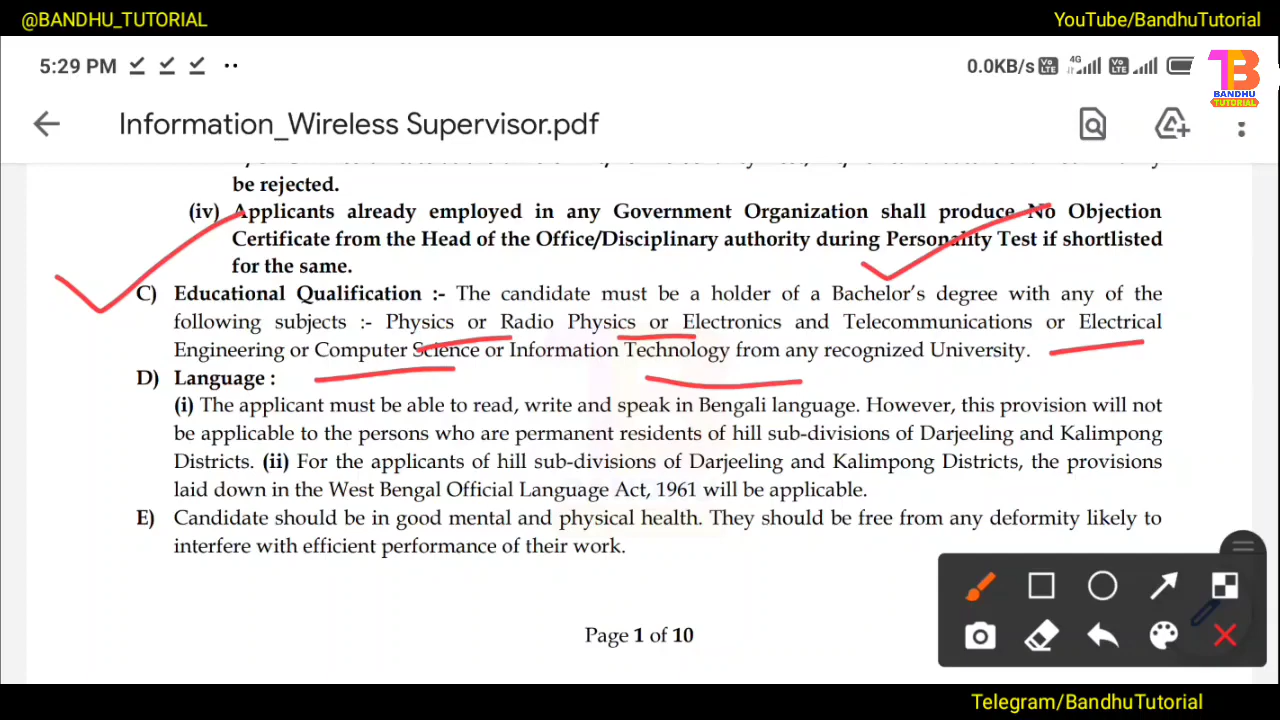 @BANDHU_TUTORIAL
YouTube/BandhuTutorial
5:29 PM
0.0KB/s Vo LTE 4G Vo LTE
BANDHU
TUTORIAL
Information_Wireless Supervisor.pdf
be rejected.
(iv) Applicants already employed in any Government Organization shall produce No Objection
Certificate from the Head of the Office/Disciplinary authority during Personality Test if shortlisted
for the same.
C) Educational Qualification :- The candidate must be a holder of a Bachelor's degree with any of the
following subjects :- Physics or Radio Physics or Electronics and Telecommunications or Electrical
Engineering or Computer Science or Information Technology from any recognized University.
D) Language :
(i) The applicant must be able to read, write and speak in Bengali language. However, this provision will not
be applicable to the persons who are permanent residents of hill sub-divisions of Darjeeling and Kalimpong
Districts. (ii) For the applicants of hill sub-divisions of Darjeeling and Kalimpong Districts, the provisions
laid down in the West Bengal Official Language Act, 1961 will be applicable.
E) Candidate should be in good mental and physical health. They should be free from any deformity likely to
interfere with efficient performance of their work.
Page 1 of 10
Telegram/BandhuTutorial